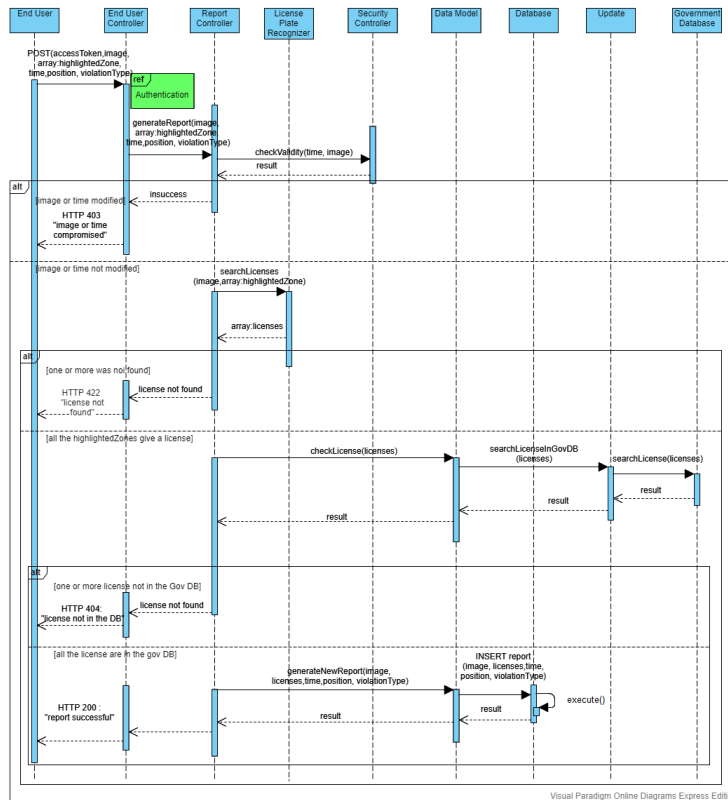 End User
End User
Controller
Report
Controller
License
Plate
Recognizer
Security
Controller
Data Model
Database
Update
Government
Database
POST(accessToken,image,
array:highlightedZone,
time,position, violationType)
ref
Authentication
generateReport(image,
array:highlightedZone,
time,position, violationType)
checkValidity(time, image)
result
alt
[image or time modified]
insuccess
HTTP 403
"image or time
compromised"
[image or time not modified]
searchLicenses
(image,array:highlightedZone)
array:licenses
alt
[one or more was not found]
license not found
HTTP 422
"license not
found"
[all the highlightedZones give a license]
checkLicense(licenses)
searchLicenseInGovDB
(licenses)
searchLicense(licenses)
result
result
result
alt
[one or more license not in the Gov DB]
license not found
HTTP 404:
"license not in the DB"
[all the license are in the gov DB]
generateNewReport(image,
licenses,time,position, violationType)
INSERT report
(image, licenses,time,
position, violationType)
execute()
result
result
HTTP 200 :
"report successful"
Visual Paradigm Online Diagrams Express Editi